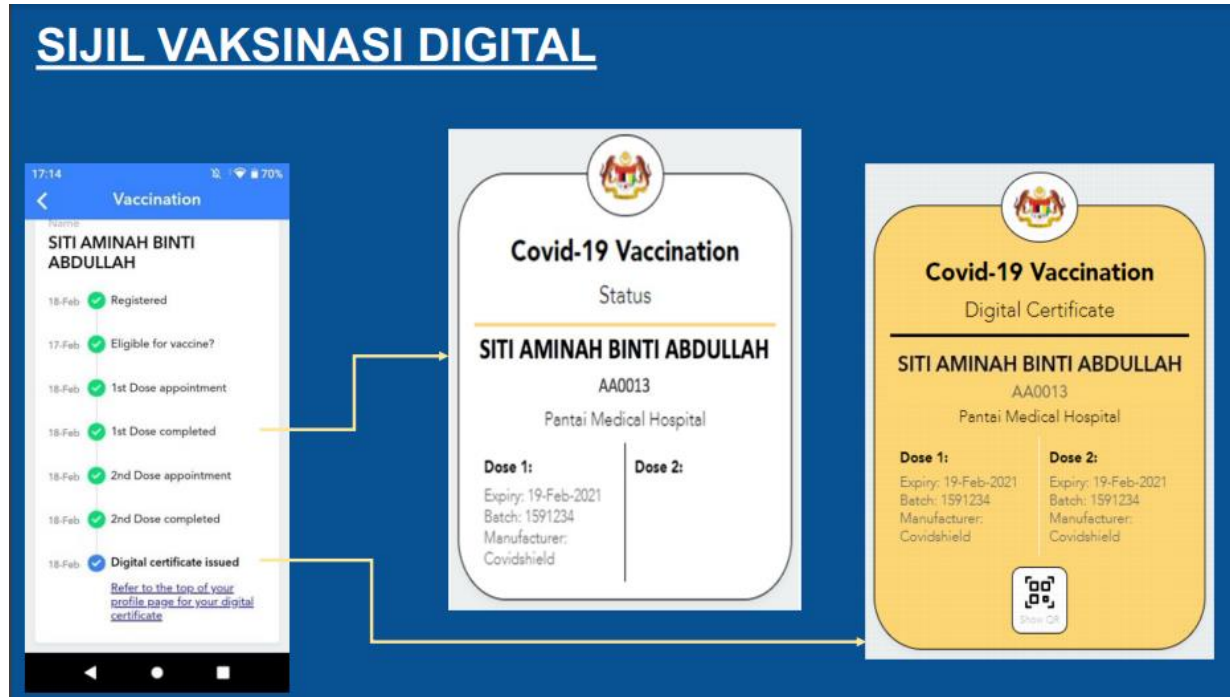 SIJIL VAKSINASI DIGITAL
17:14
70%
Vaccination
Name
SITI AMINAH BINTI
ABDULLAH
18-Feb Registered
17-Feb Eligible for vaccine?
18-Feb 1st Dose appointment
18-Feb 1st Dose completed
18-Feb 2nd Dose appointment
18-Feb 2nd Dose completed
18-Feb Digital certificate issued
Refer to the top of your
profile page for your digital
certificate
Covid-19 Vaccination
Status
SITI AMINAH BINTI ABDULLAH
AA0013
Pantai Medical Hospital
Dose 1:
Expiry: 19-Feb-2021
Batch: 1591234
Manufacturer:
Covidshield
Dose 2:
Covid-19 Vaccination
Digital Certificate
SITI AMINAH BINTI ABDULLAH
AA0013
Pantai Medical Hospital
Dose 1:
Expiry: 19-Feb-2021
Batch: 1591234
Manufacturer:
Covidshield
Dose 2:
Expiry: 19-Feb-2021
Batch: 1591234
Manufacturer:
Covidshield
Show QR